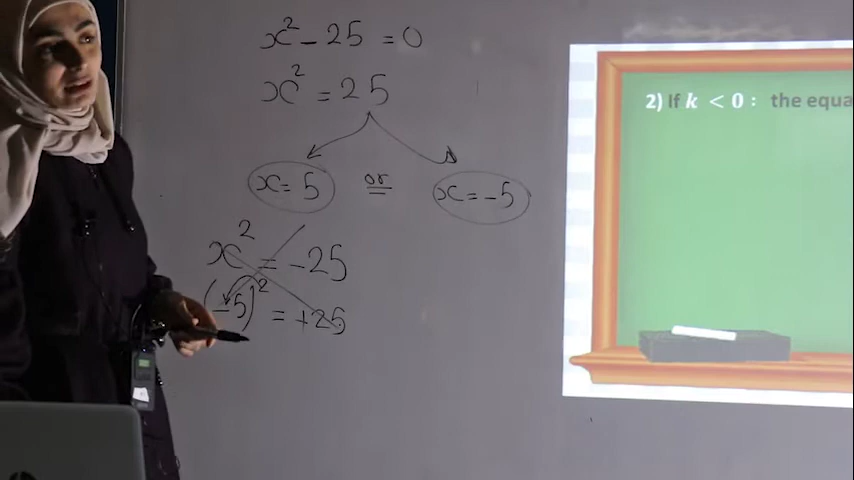 x² - 25 = 0
x² = 25
x = 5 or x = -5
x² = -25
(-5)² = +25
2) If k < 0 : the equa